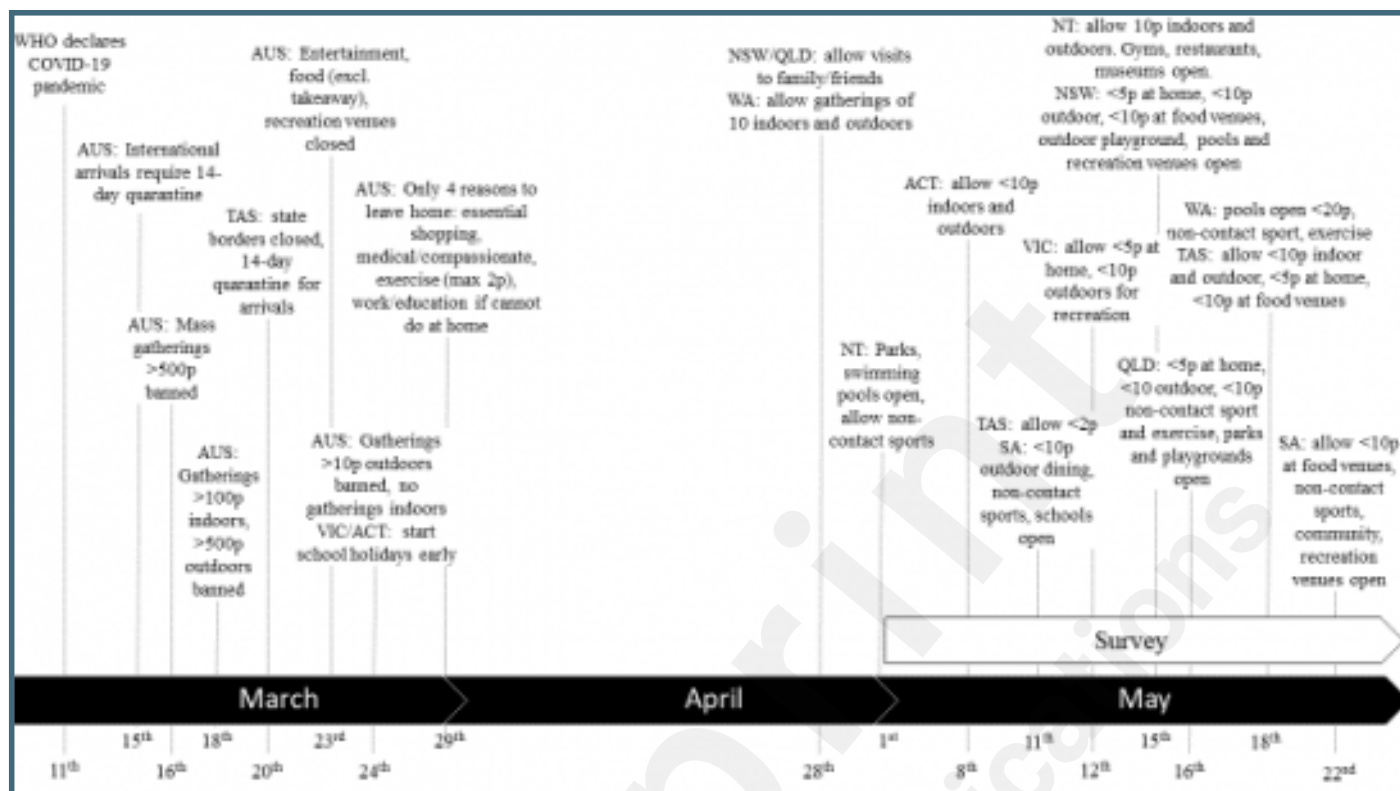 WHO declares
COVID-19
pandemic
AUS: International
arrivals require 14-
day quarantine
AUS: Mass
gatherings
>500p
banned
AUS:
Gatherings
>100p
indoors,
>500p
outdoors
banned
TAS: state
borders closed,
14-day
quarantine for
arrivals
AUS: Entertainment,
food (excl.
takeaway),
recreation venues
closed
AUS: Gatherings
>10p outdoors
banned, no
gatherings indoors
VIC/ACT: start
school holidays early
AUS: Only 4 reasons to
leave home: essential
shopping,
medical/compassionate,
exercise (max 2p),
work/education if cannot
do at home
NSW/QLD: allow visits
to family/friends
WA: allow gatherings of
10 indoors and outdoors
NT: Parks,
swimming
pools open,
allow non-
contact sports
ACT: allow <10p
indoors and
outdoors
TAS: allow <2p
SA: <10p
outdoor dining,
non-contact
sports, schools
open
VIC: allow <5p at
home, <10p
outdoors for
recreation
NT: allow 10p indoors and
outdoors. Gyms, restaurants,
museums open.
NSW: <5p at home, <10p
outdoor, <10p at food venues,
outdoor playground, pools and
recreation venues open
QLD: <5p at home,
<10 outdoor, <10p
non-contact sport
and exercise, parks
and playgrounds
open
WA: pools open <20p,
non-contact sport, exercise
TAS: allow <10p indoor
and outdoor, <5p at home,
<10p at food venues
SA: allow <10p
at food venues,
non-contact
sports,
community,
recreation
venues open
Survey
March
April
May
15th 18th 23rd 29th 1st 11th 15th 18th
11th 16th 20th 24th 28th 8th 12th 16th 22nd
print
ications